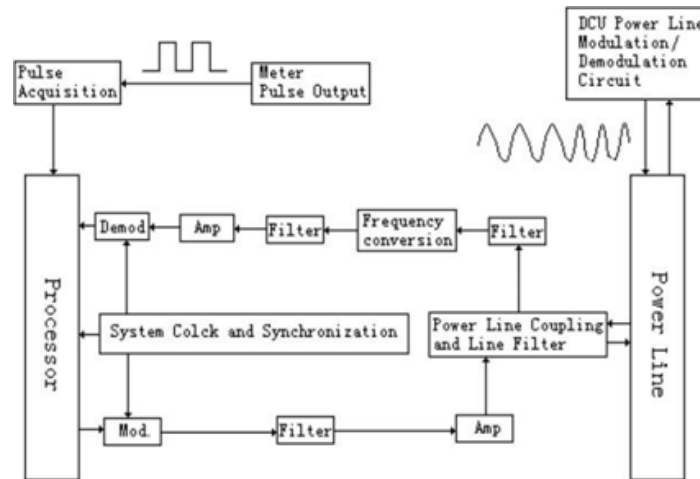 DCU Power Line
Modulation/
Demodulation
Circuit
Pulse
Acquisition
Meter
Pulse Output
Processor
Demod
Amp
Filter
Frequency
conversion
Filter
System Colck and Synchronization
Power Line Coupling
and Line Filter
Power Line
Mod.
Filter
Amp